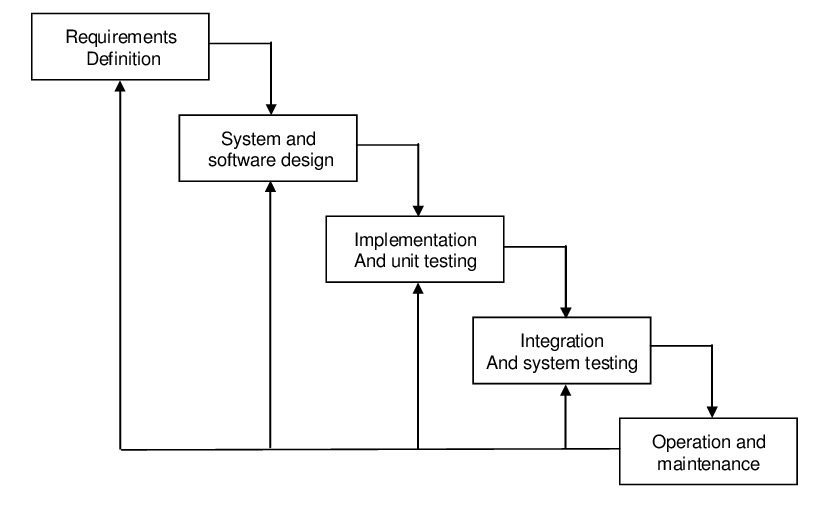 Requirements
Definition
System and
software design
Implementation
And unit testing
Integration
And system testing
Operation and
maintenance